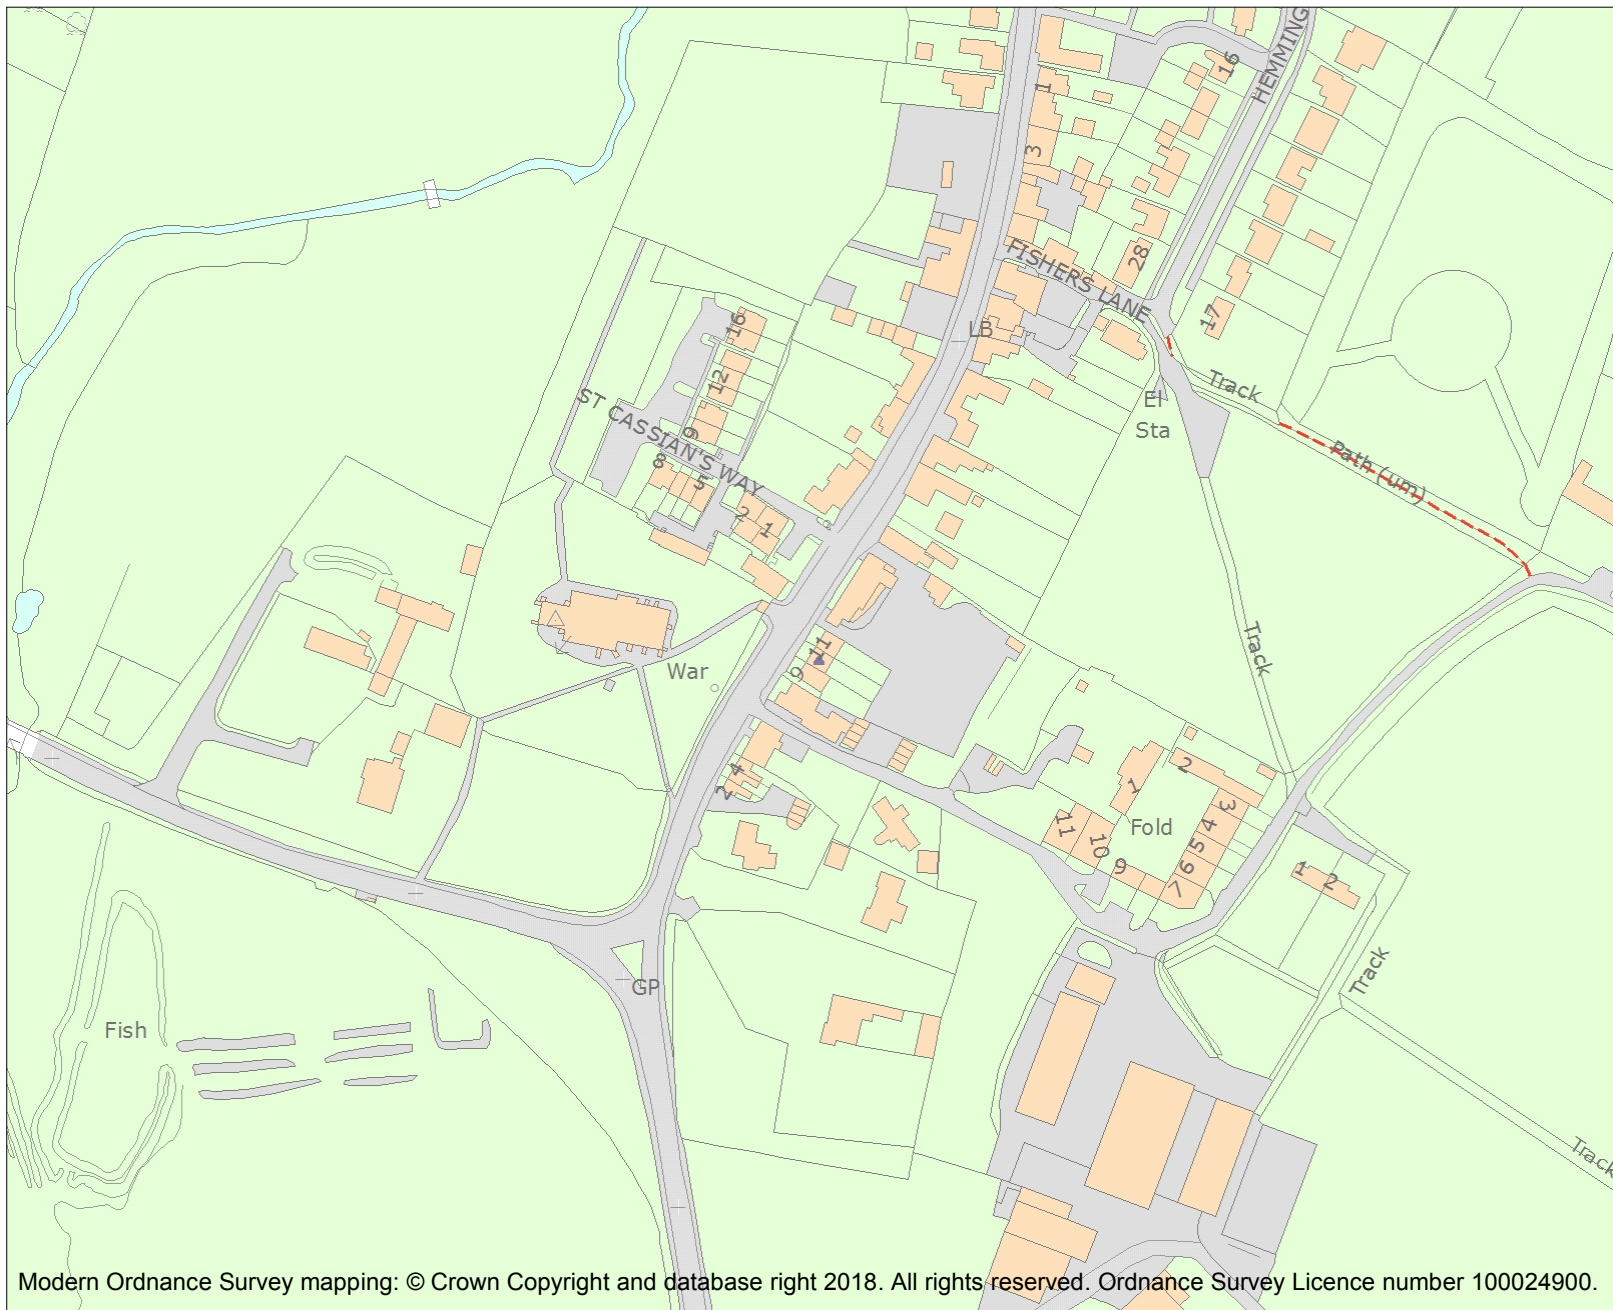 HEMMING
16
1
3
FISHERS LANE
28
17
LB
Track
El
Sta
Path (um)
16
12
9
ST CASSIAN'S WAY
8
5
2
1
War
11
9
4
2
Track
1
2
3
4
5
6
7
9
10
11
Fold
1
2
Track
Track
GP
Fish
Modern Ordnance Survey mapping: © Crown Copyright and database right 2018. All rights reserved. Ordnance Survey Licence number 100024900.